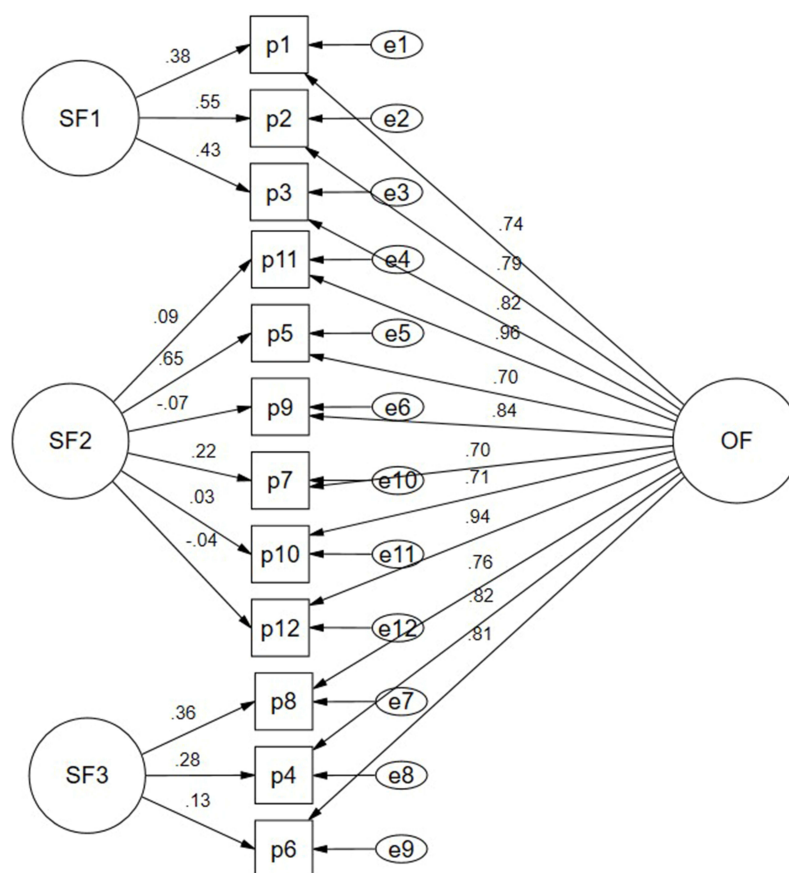 p1
e1
.38
SF1
.55
p2
e2
.43
p3
e3
.74
p11
e4
.79
.82
.09
.96
p5
e5
.65
.70
-.07
p9
e6
.84
SF2
OF
.22
p7
e10
.70
.71
.03
.94
-.04
p10
e11
.76
.82
p12
e12
.81
p8
e7
.36
SF3
.28
p4
e8
.13
p6
e9